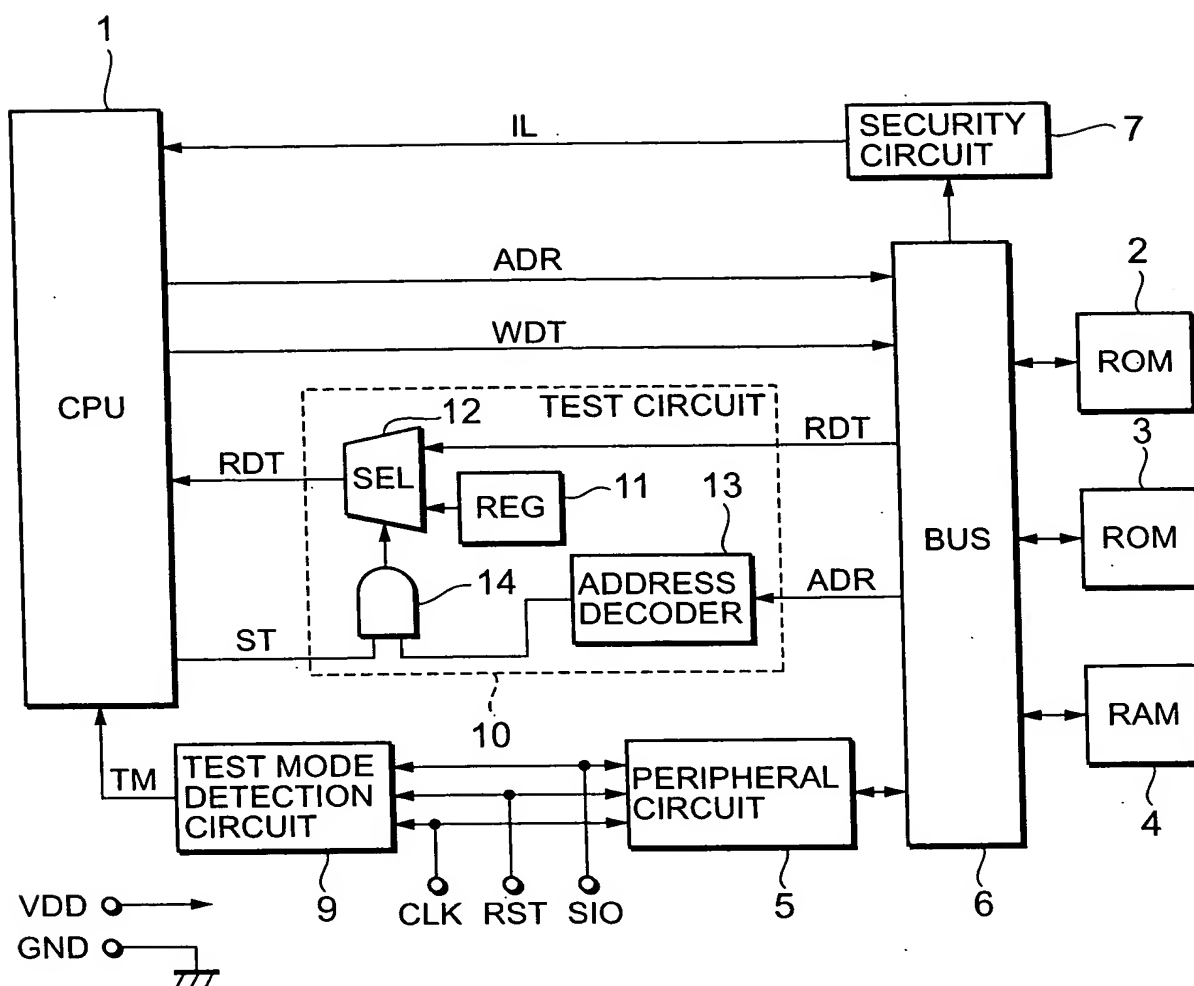 1
IL
SECURITY
CIRCUIT
7
ADR
2
WDT
ROM
CPU
12
TEST CIRCUIT
RDT
3
RDT
SEL
REG
11
13
BUS
ROM
14
ADDRESS
DECODER
ADR
ST
10
RAM
TM
TEST MODE
DETECTION
CIRCUIT
PERIPHERAL
CIRCUIT
4
9
CLK
RST
SIO
5
6
VDD
GND